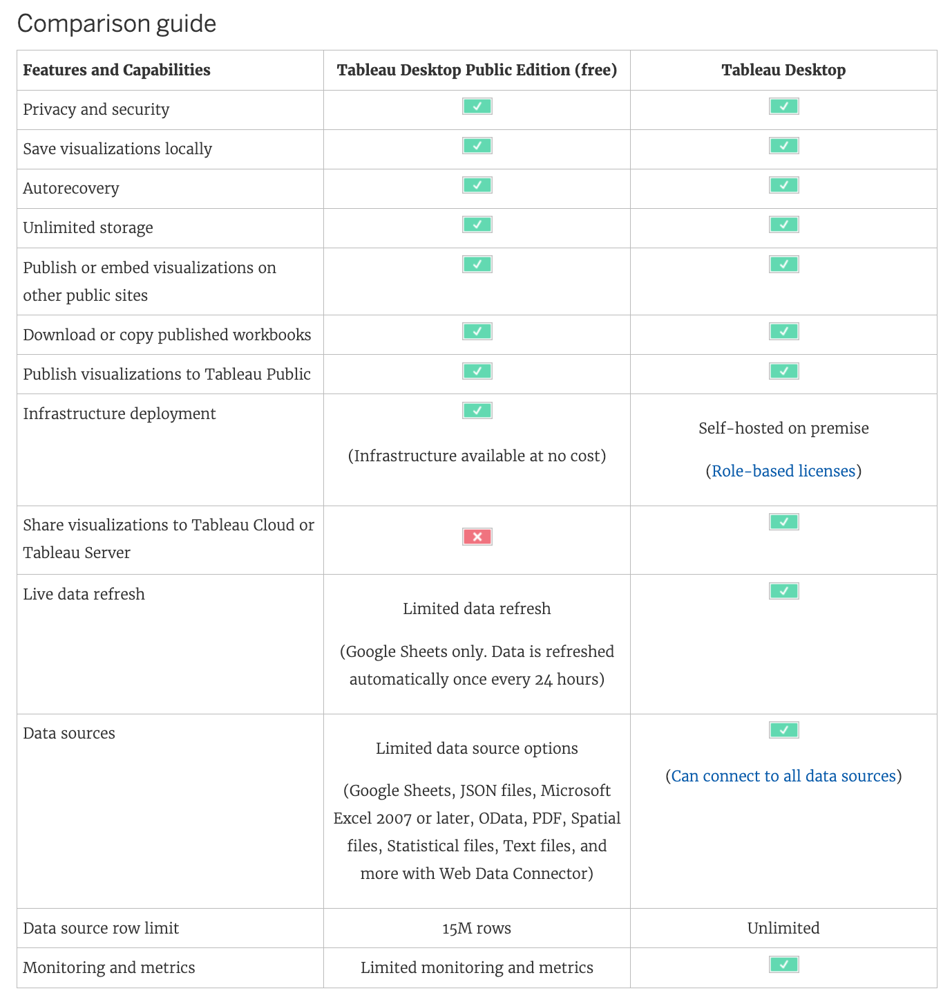 Comparison guide
Features and Capabilities
Tableau Desktop Public Edition (free)
Tableau Desktop
Privacy and security
Save visualizations locally
Autorecovery
Unlimited storage
Publish or embed visualizations on
other public sites
Download or copy published workbooks
Publish visualizations to Tableau Public
Infrastructure deployment
(Infrastructure available at no cost)
Self-hosted on premise
(Role-based licenses)
Share visualizations to Tableau Cloud or
Tableau Server
Live data refresh
Limited data refresh
(Google Sheets only. Data is refreshed
automatically once every 24 hours)
Data sources
Limited data source options
(Google Sheets, JSON files, Microsoft
Excel 2007 or later, OData, PDF, Spatial
files, Statistical files, Text files, and
more with Web Data Connector)
(Can connect to all data sources)
Data source row limit
15M rows
Unlimited
Monitoring and metrics
Limited monitoring and metrics